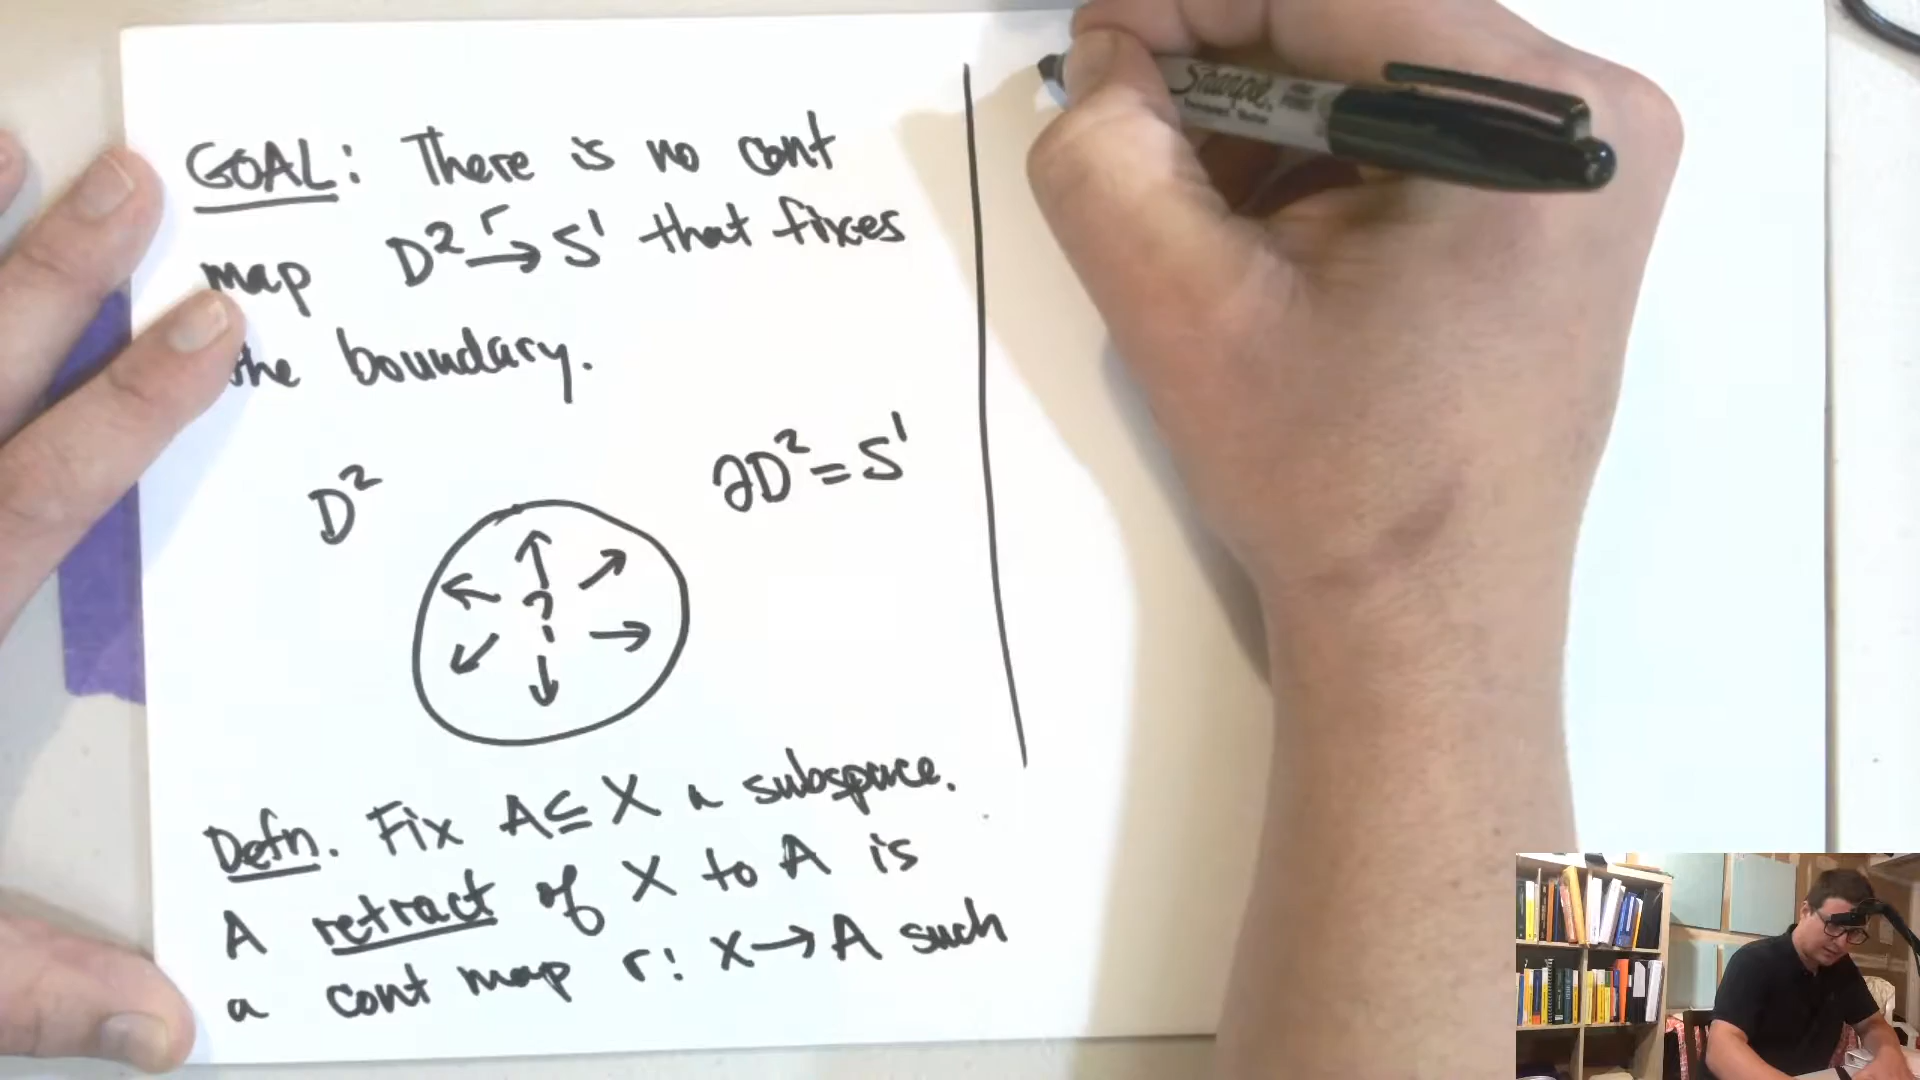 GOAL: There is no cont
map D² →r S¹ that fixes
the boundary.
D²
∂D² = S¹
?
Defn. Fix A ⊆ X a subspace.
A retract of X to A is
a cont map r: X → A such
Sharpie